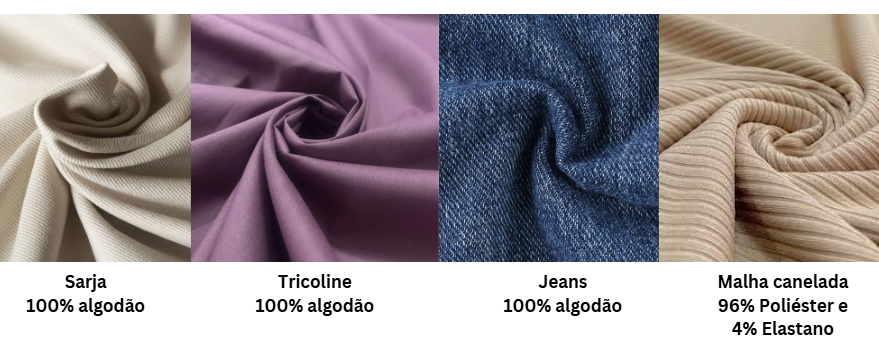 Sarja
100% algodão
Tricoline
100% algodão
Jeans
100% algodão
Malha canelada
96% Poliéster e
4% Elastano